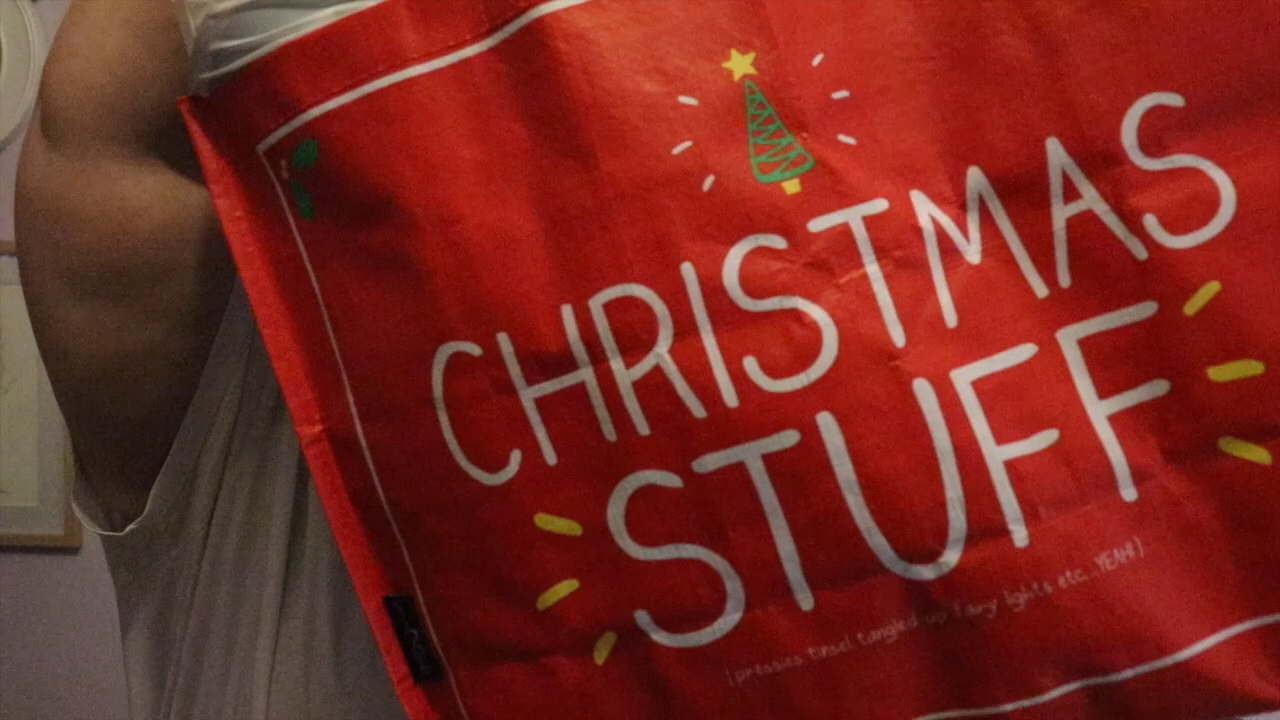 CHRISTMAS
STUFF
(pressies tinsel tangled up fairy lights etc..YEAH!)